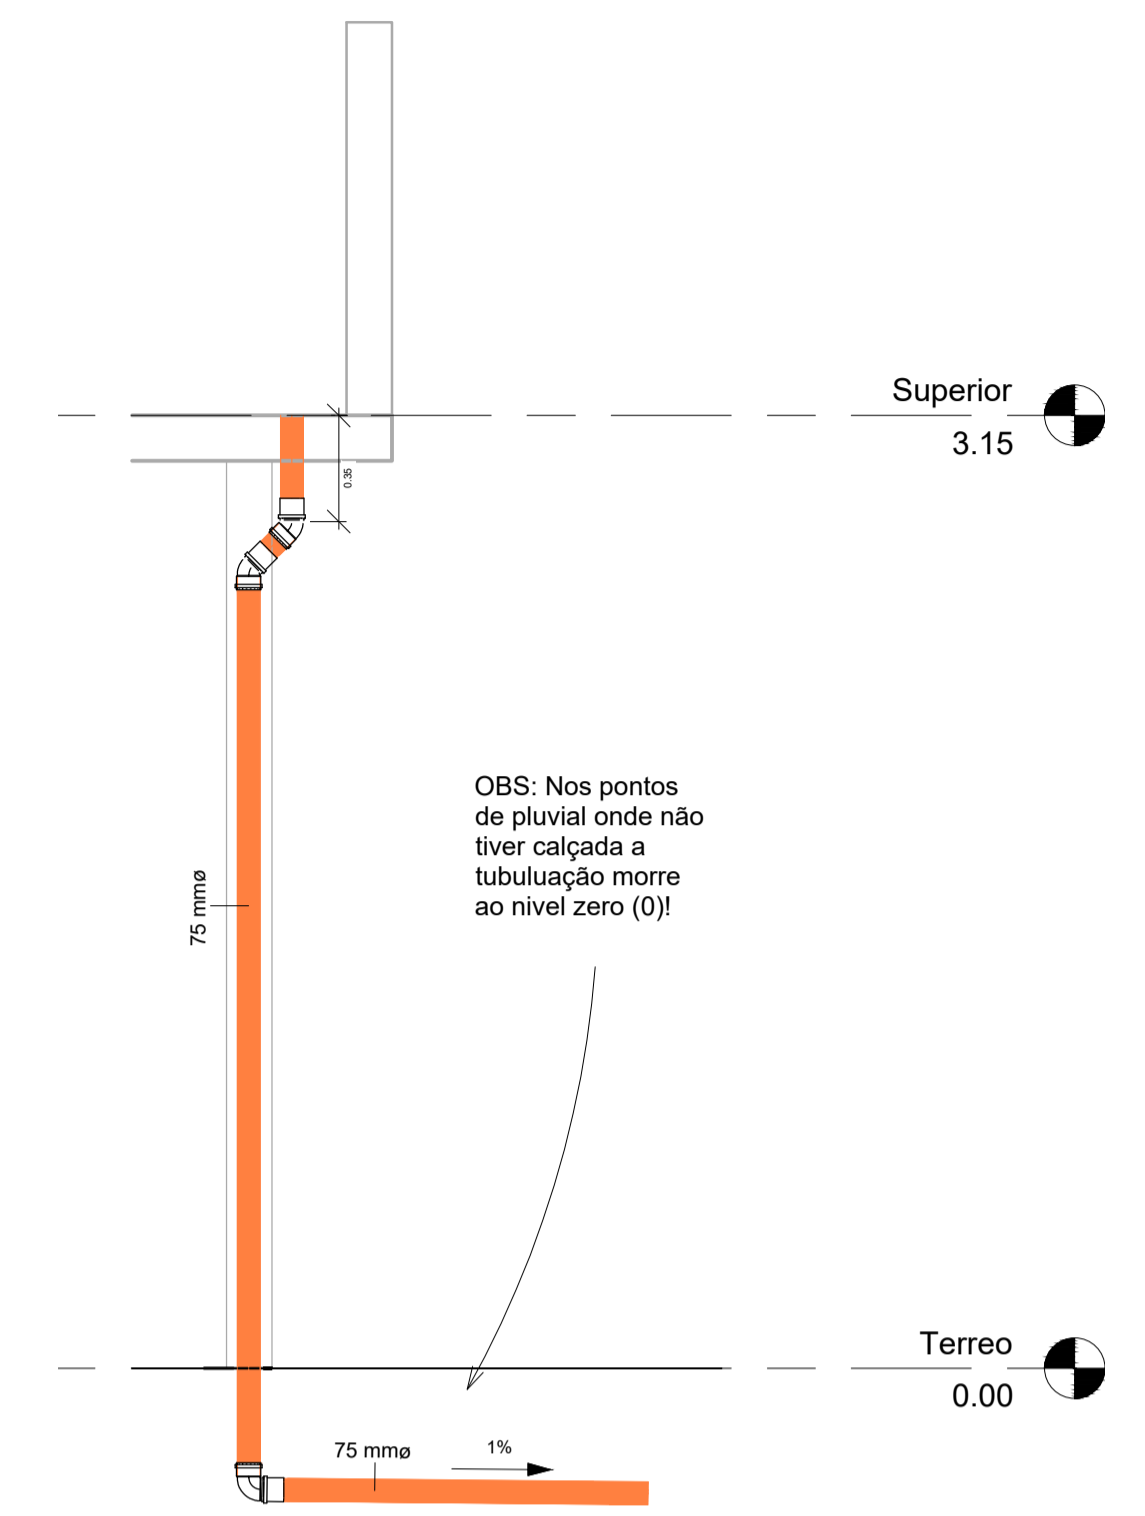 Superior
3.15
0.35
OBS: Nos pontos
de pluvial onde não
tiver calçada a
tubuluação morre
ao nivel zero (0)!
75 mmø
Terreo
0.00
75 mmø
1%